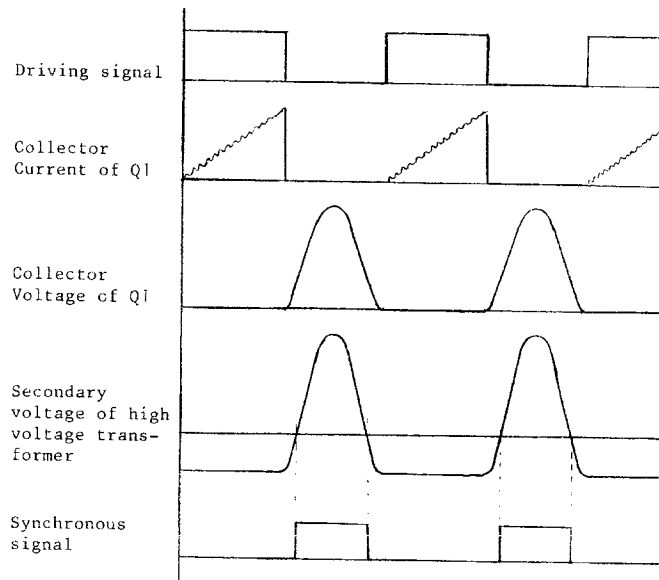 Driving signal
Collector
Current of Q1
Collector
Voltage of Q1
Secondary
voltage of high
voltage trans-
former
Synchronous
signal